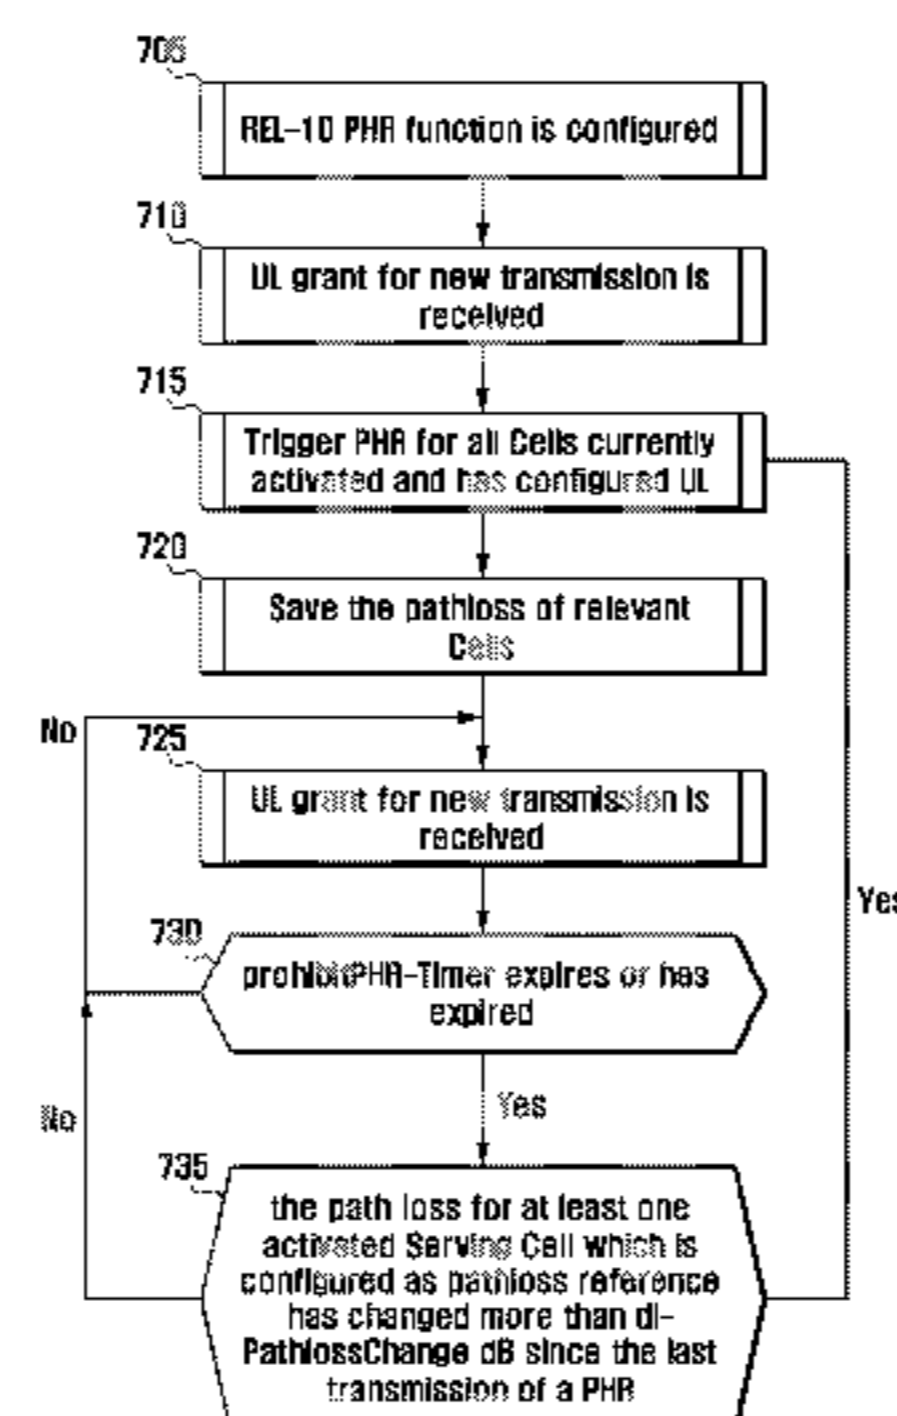 705
REL-10 PHR function is configured
710
UL grant for new transmission is
received
715
Trigger PHR for all Cells currently
activated and has configured UL
720
Save the pathloss of relevant
Cells
No
725
UL grant for new transmission is
received
Yes
730
prohibitPHR-Timer expires or has
expired
Yes
No
735
the path loss for at least one
activated Serving Cell which is
configured as pathloss reference
has changed more than dl-
PathlossChange dB since the last
transmission of a PHR